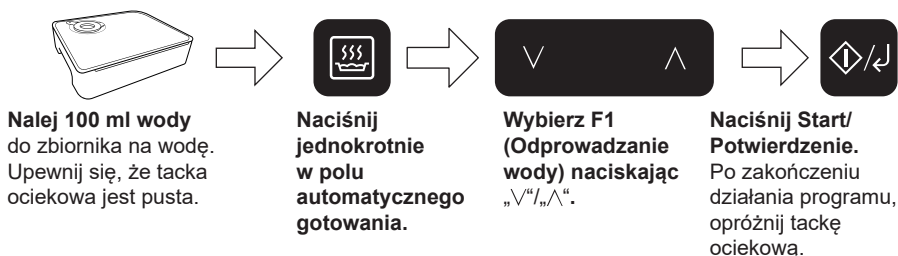 Nalej 100 ml wody
do zbiornika na wodę.
Upewnij się, że tacka
ociekowa jest pusta.
Naciśnij
jednokrotnie
w polu
automatycznego
gotowania.
Wybierz F1
(Odprowadzanie
wody) naciskając
„∨“/„∧“.
Naciśnij Start/
Potwierdzenie.
Po zakończeniu
działania programu,
opróżnij tackę
ociekową.